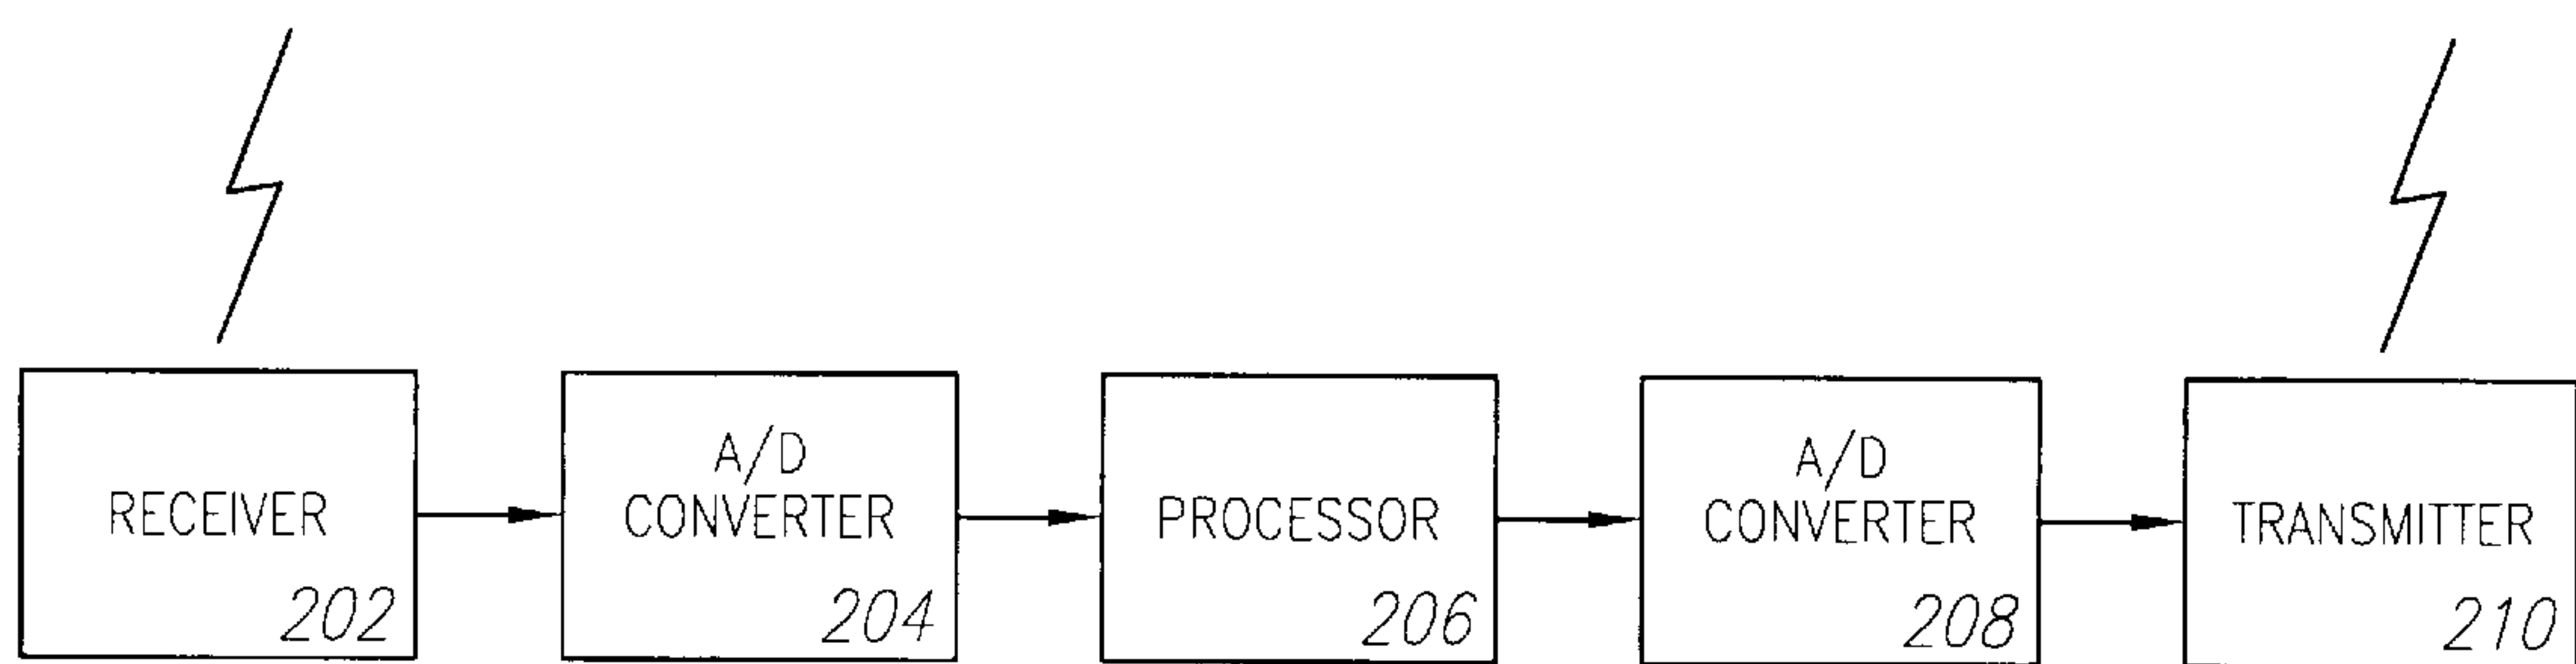 RECEIVER
202
A/D
CONVERTER
204
PROCESSOR
206
A/D
CONVERTER
208
TRANSMITTER
210